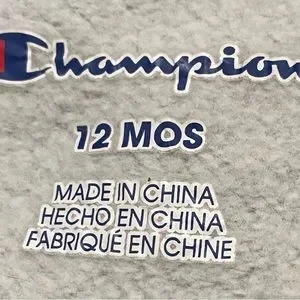 Champion
12 MOS
MADE IN CHINA
HECHO EN CHINA
FABRIQUÉ EN CHINE